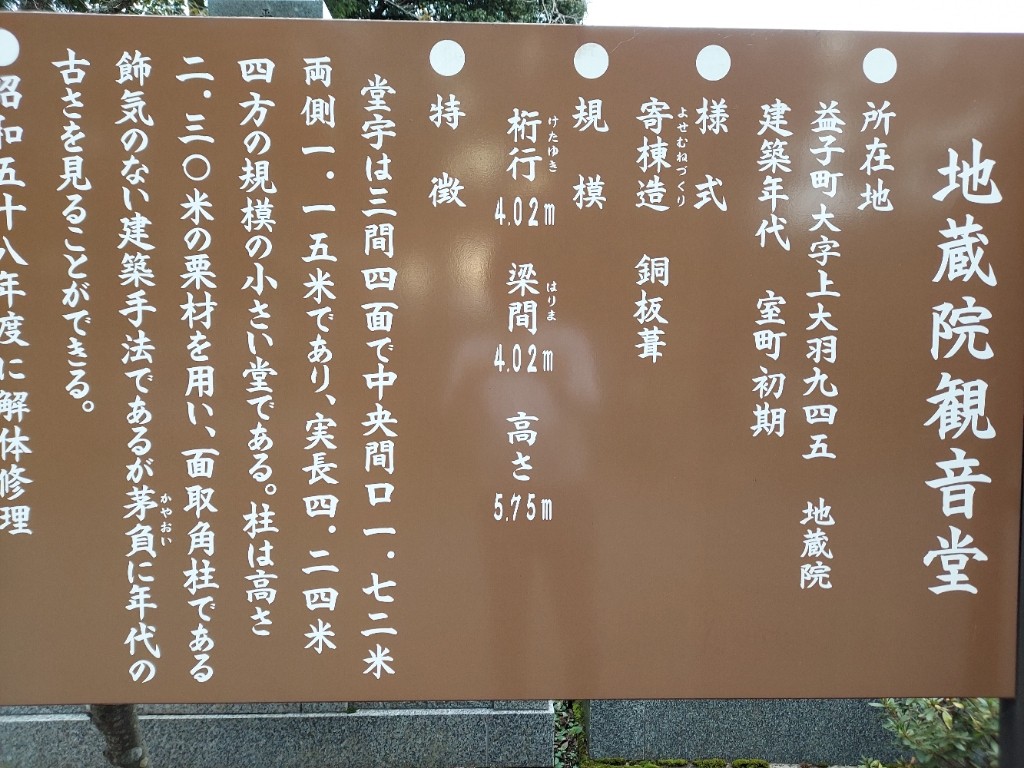 地蔵院観音堂
●所在地
益子町大字上大羽九四五　地蔵院
建築年代　室町初期
●様式
よせむねづくり
寄棟造　銅板葺
●規模
けたゆき　はりま
桁行4.02m　梁間4.02m　高さ5.75m
●特徴
堂宇は三間四面で中央間口一．七二米
両側一．一五米であり、実長四．二四米
四方の規模の小さい堂である。柱は高さ
二．三〇米の栗材を用い、面取角柱である
かやおい
飾気のない建築手法であるが茅負に年代の
古さを見ることができる。
●昭和五十八年度に解体修理